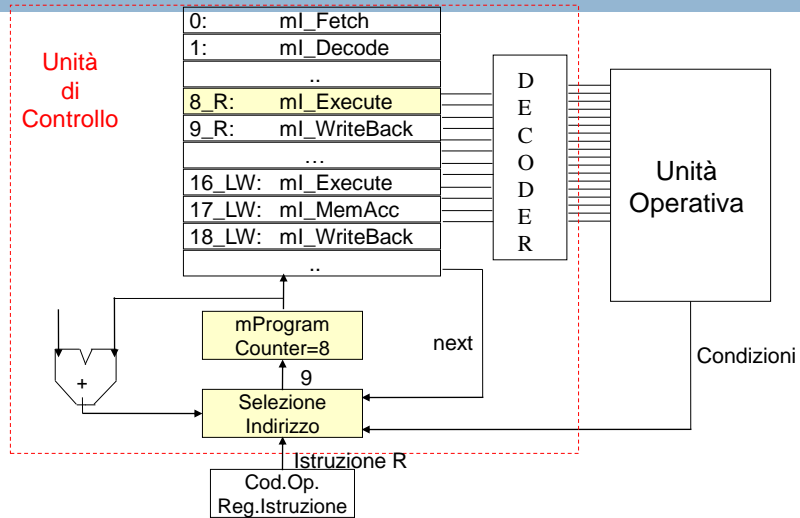 Unità
di
Controllo
0: mI_Fetch
1: mI_Decode
..
8_R: mI_Execute
9_R: mI_WriteBack
...
16_LW: mI_Execute
17_LW: mI_MemAcc
18_LW: mI_WriteBack
..
D
E
C
O
D
E
R
Unità
Operativa
mProgram
Counter=8
next
Condizioni
+
9
Selezione
Indirizzo
Istruzione R
Cod.Op.
Reg.Istruzione